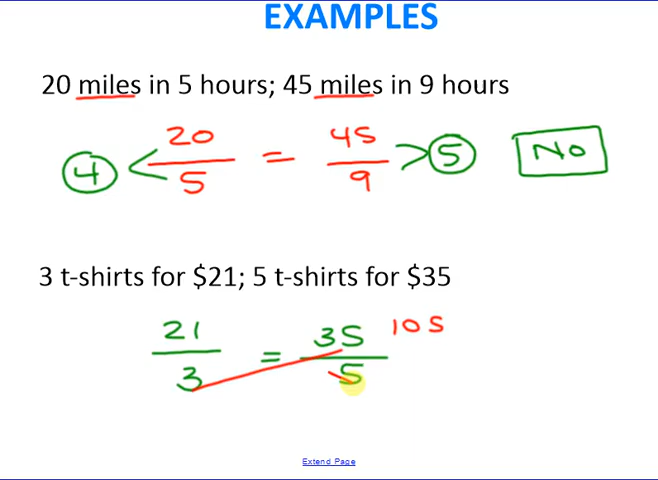 EXAMPLES
20 miles in 5 hours; 45 miles in 9 hours
4 < 20/5 = 45/9 > 5 No
3 t-shirts for $21; 5 t-shirts for $35
21/3 = 35/5 105
Extend Page